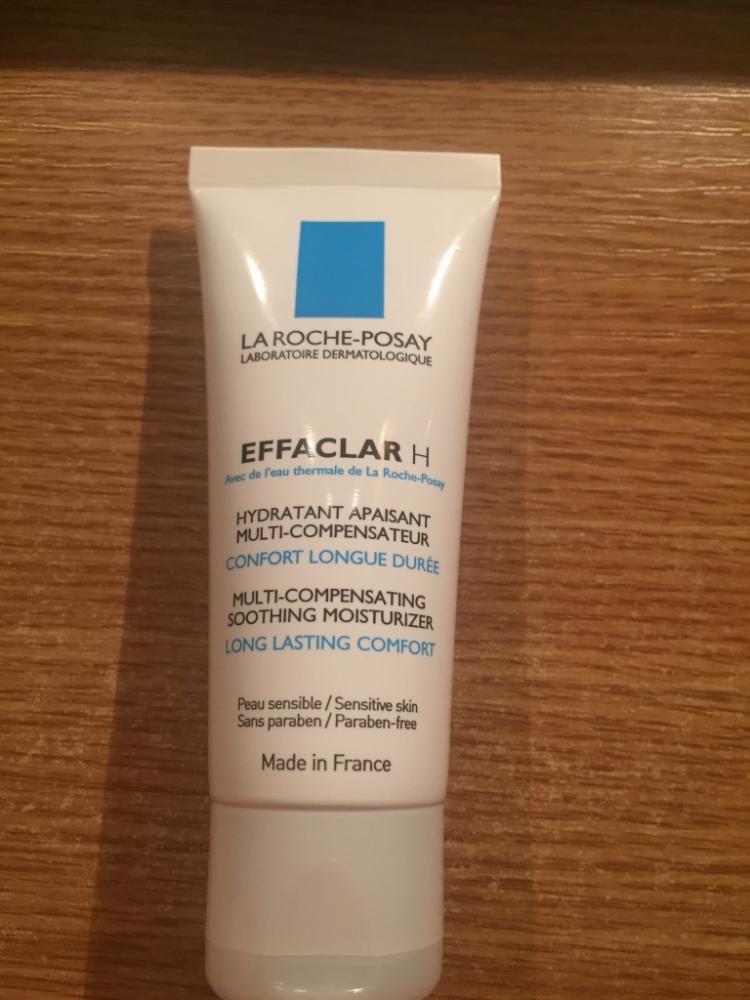 LA ROCHE-POSAY
LABORATOIRE DERMATOLOGIQUE
EFFACLAR H
Avec de l'eau thermale de La Roche-Posay
HYDRATANT APAISANT
MULTI-COMPENSATEUR
CONFORT LONGUE DURÉE
MULTI-COMPENSATING
SOOTHING MOISTURIZER
LONG LASTING COMFORT
Peau sensible / Sensitive skin
Sans paraben / Paraben-free
Made in France